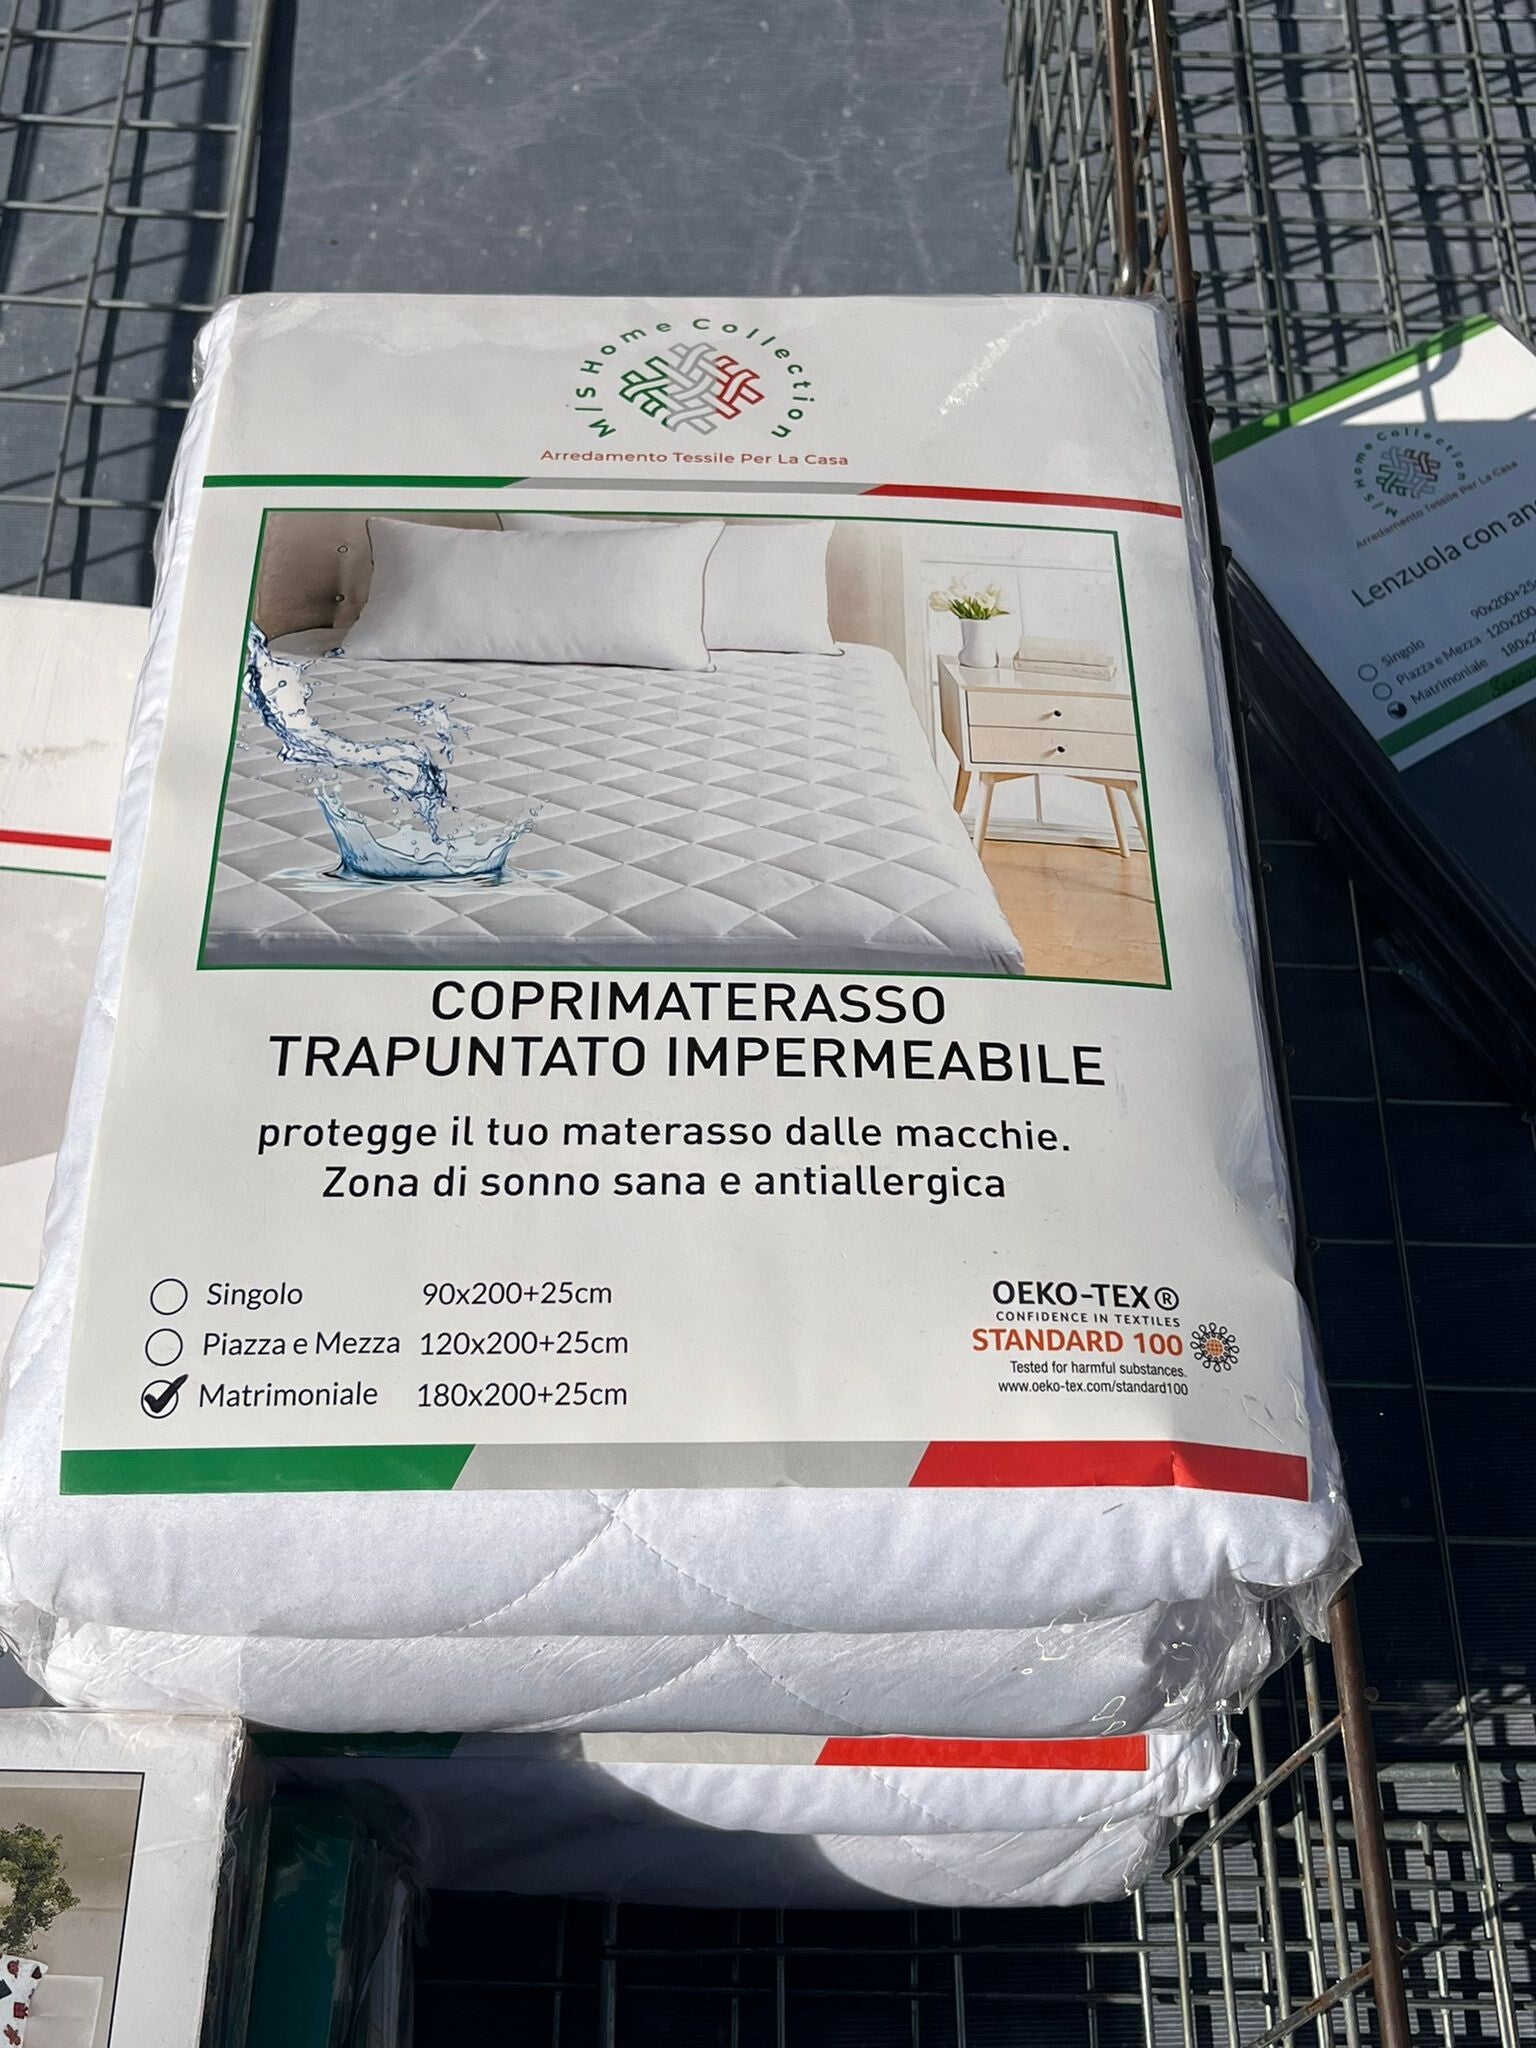 M/S Home Collection
Arredamento Tessile Per La Casa
COPRIMATERASSO
TRAPUNTATO IMPERMEABILE
protegge il tuo materasso dalle macchie.
Zona di sonno sana e antiallergica
Singolo 90x200+25cm
Piazza e Mezza 120x200+25cm
Matrimoniale 180x200+25cm
OEKO-TEX®
CONFIDENCE IN TEXTILES
STANDARD 100
Tested for harmful substances.
www.oeko-tex.com/standard100
M/S Home Collection
Arredamento Tessile Per La Casa
Lenzuola con
Singolo
Piazza e Mezza
Matrimoniale